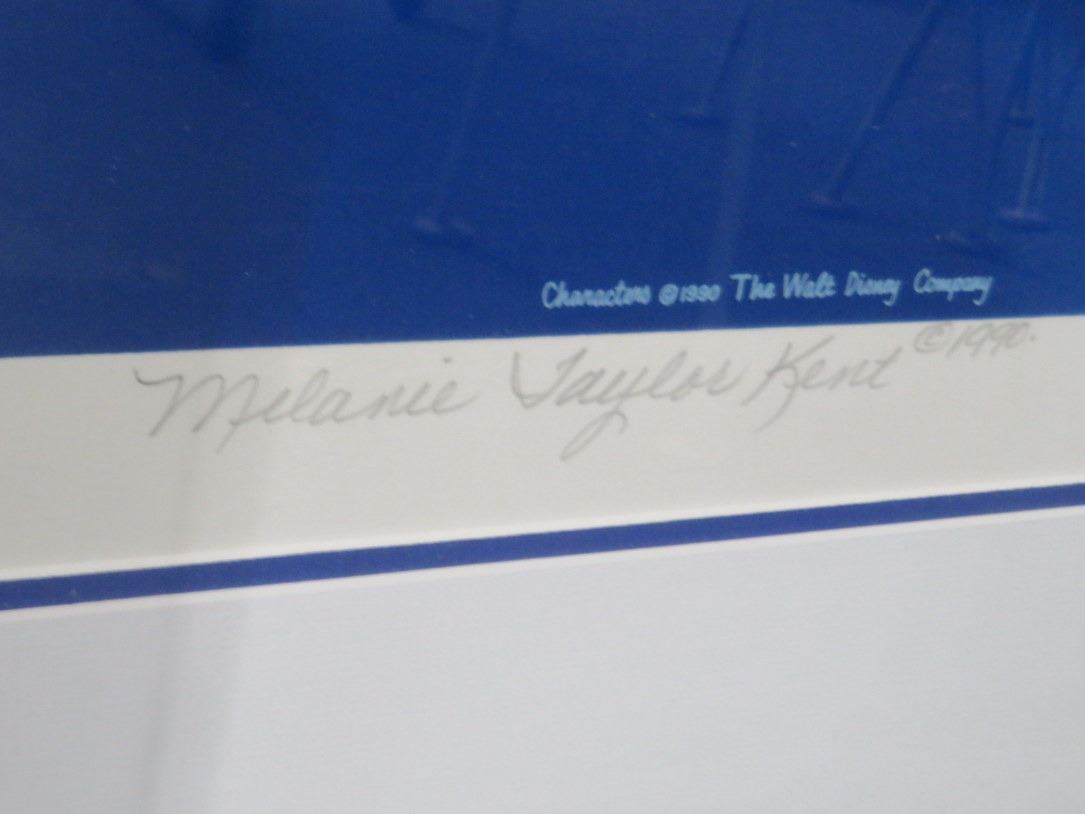 Characters ©1990 The Walt Disney Company
Melanie Taylor Kent ©1990.